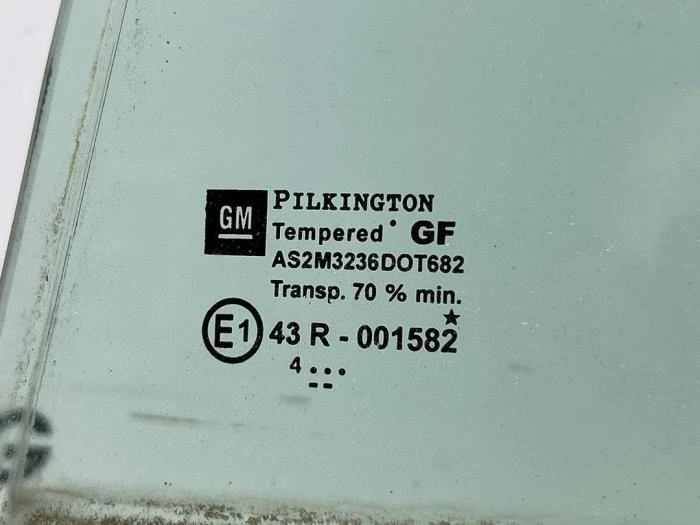 GM
PILKINGTON
Tempered • GF
AS2M3236DOT682
Transp. 70 % min.
E1 43 R - 001582 ★
4 ...
--